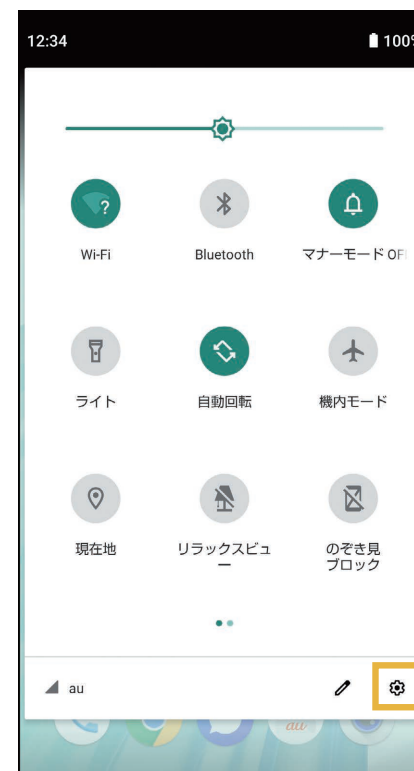 12:34 100%
?
Wi-Fi Bluetooth マナーモード OF
ライト 自動回転 機内モード
現在地 リラックスビュ のぞき見
ー ブロック
au
au